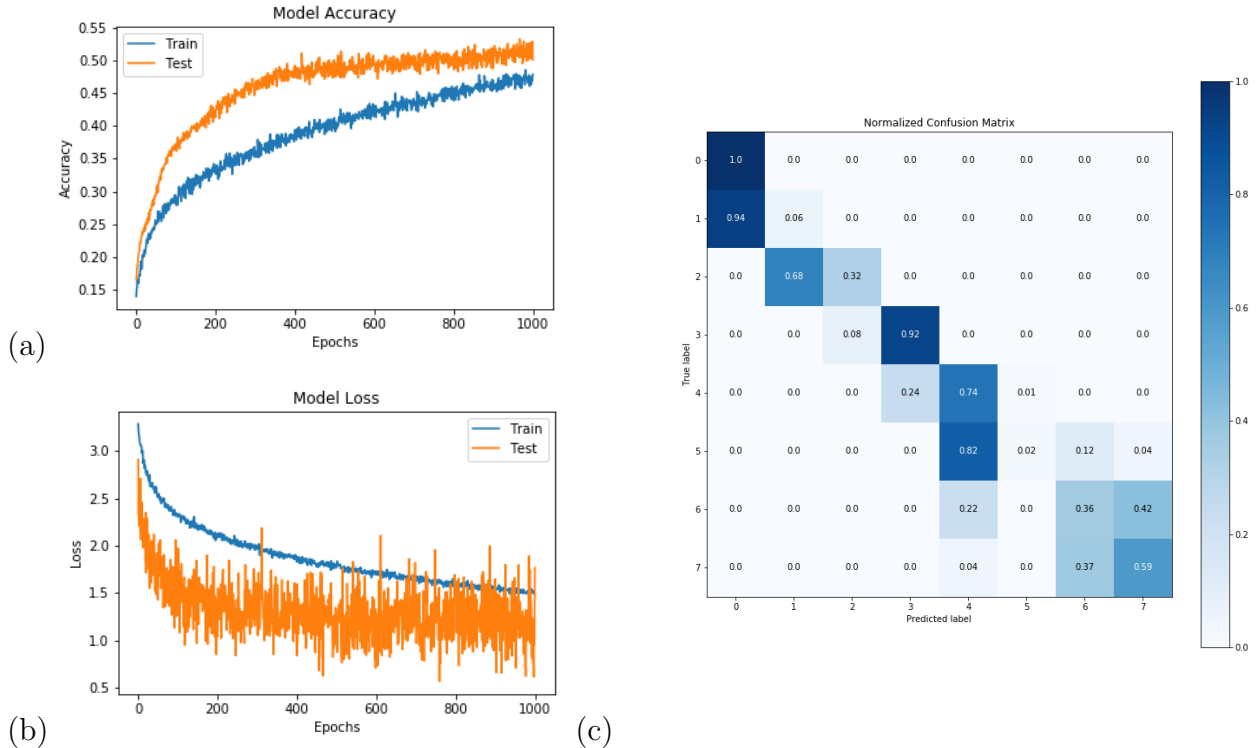 Model Accuracy
0.55
0.50
0.45
0.40
0.35
0.30
0.25
0.20
0.15
Accuracy
Train
Test
0 200 400 600 800 1000
Epochs
(a)
Model Loss
3.0
2.5
2.0
1.5
1.0
0.5
Loss
Train
Test
0 200 400 600 800 1000
Epochs
(b)
Normalized Confusion Matrix
True label
0 1.0 0.0 0.0 0.0 0.0 0.0 0.0 0.0
1 0.94 0.06 0.0 0.0 0.0 0.0 0.0 0.0
2 0.0 0.68 0.32 0.0 0.0 0.0 0.0 0.0
3 0.0 0.0 0.08 0.92 0.0 0.0 0.0 0.0
4 0.0 0.0 0.0 0.24 0.74 0.01 0.0 0.0
5 0.0 0.0 0.0 0.0 0.82 0.02 0.12 0.04
6 0.0 0.0 0.0 0.0 0.22 0.0 0.36 0.42
7 0.0 0.0 0.0 0.0 0.04 0.0 0.37 0.59
0 1 2 3 4 5 6 7
Predicted label
1.0
0.8
0.6
0.4
0.2
0.0
(c)